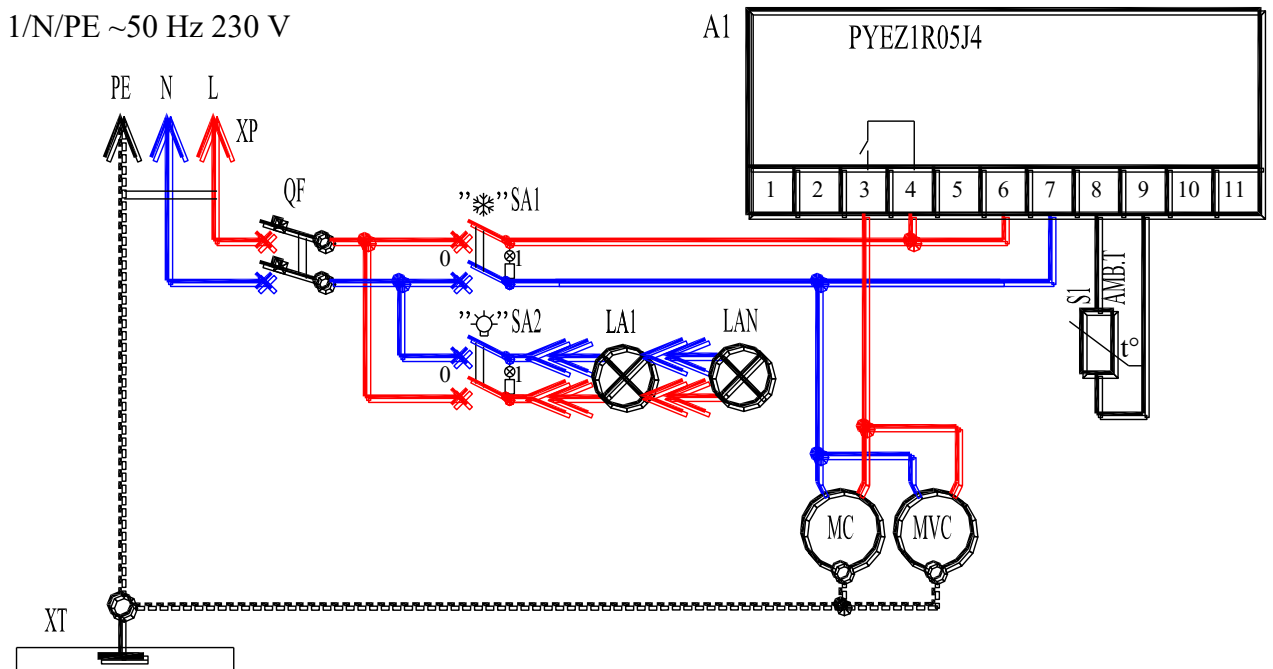 1/N/PE ~50 Hz 230 V
A1
PYEZ1R05J4
PE N L
XP
QF
1 2 3 4 5 6 7 8 9 10 11
"❄" SA1
0 1
S1
AMB.T
"💡" SA2
LA1 LAN
t°
0 1
MC MVC
XT